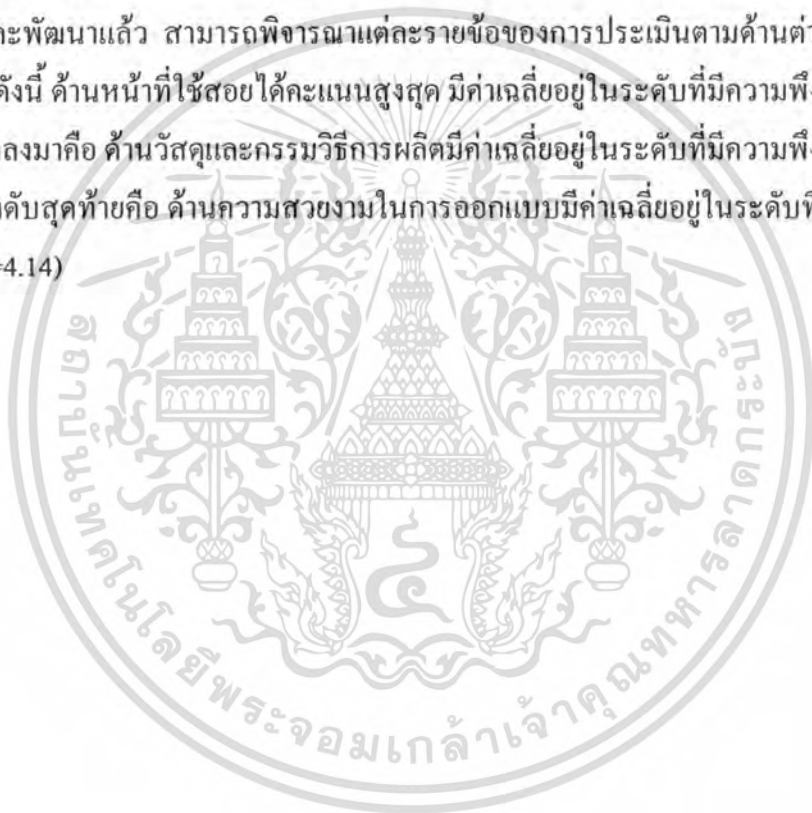 ะพัฒนาแล้ว สามารถพิจารณาแต่ละรายข้อของการประเมินตามด้านต่า
ดังนี้ ด้านหน้าที่ใช้สอยได้คะแนนสูงสุด มีค่าเฉลี่ยอยู่ในระดับที่มีความพึง
ลงมาคือ ด้านวัสดุและกรรมวิธีการผลิตมีค่าเฉลี่ยอยู่ในระดับที่มีความพึง
ดับสุดท้ายคือ ด้านความสวยงามในการออกแบบมีค่าเฉลี่ยอยู่ในระดับที
=4.14)
สถาบันเทคโนโลยีพระจอมเกล้าเจ้าคุณทหารลาดกระบัง
๔